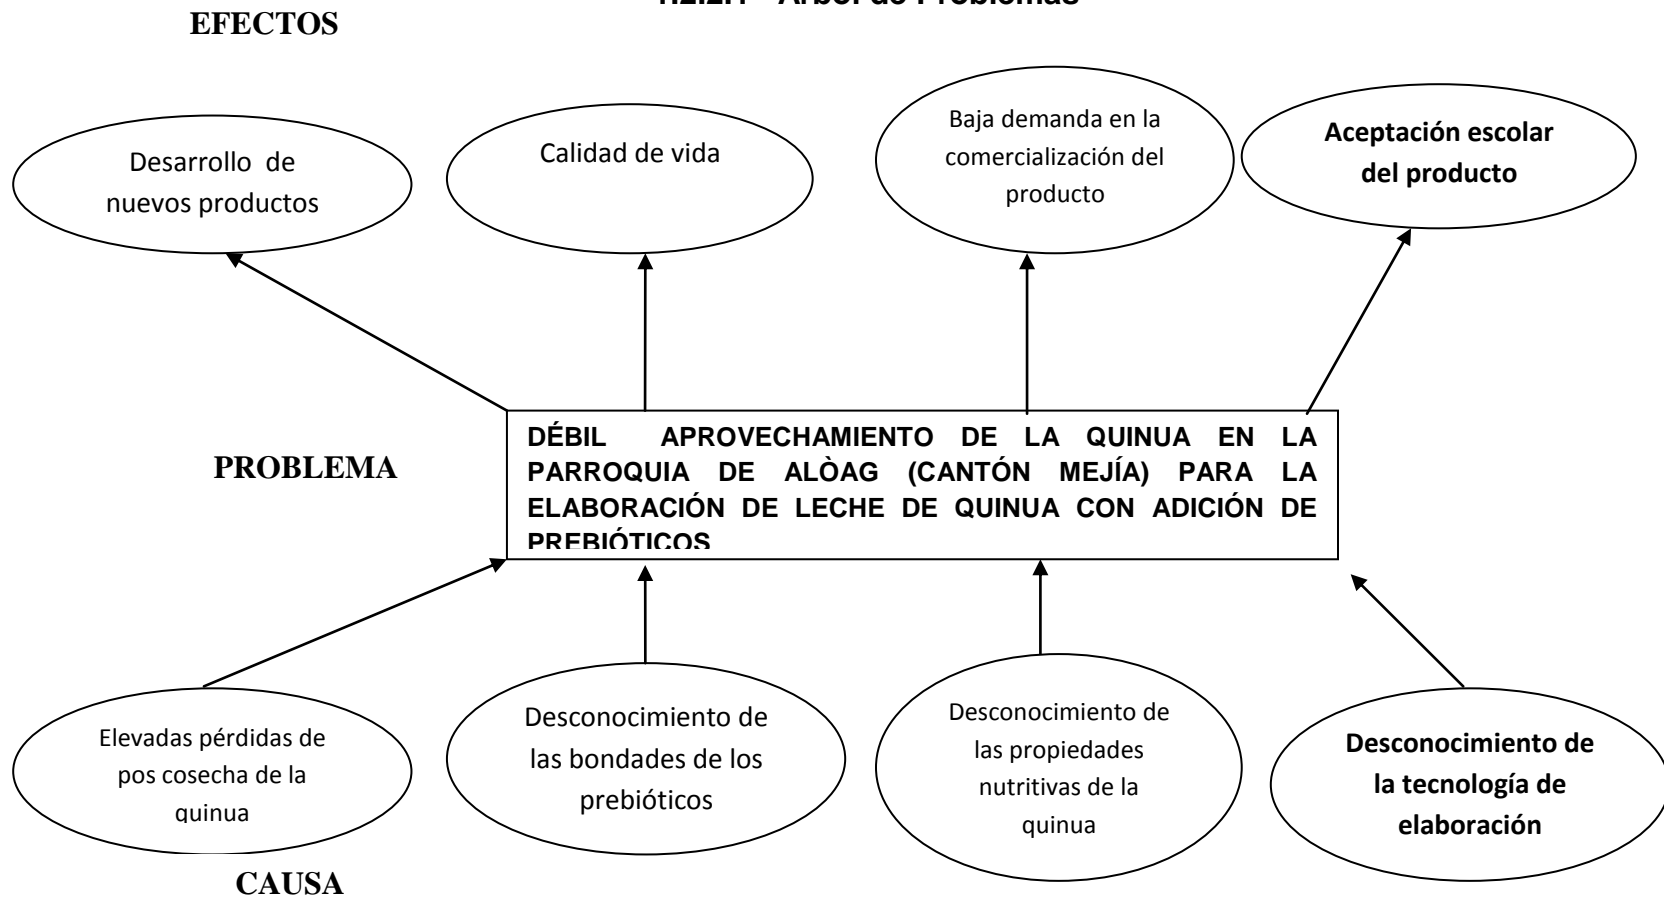 1.2.2.1 Árbol de Problemas
EFECTOS
Desarrollo de
nuevos productos
Calidad de vida
Baja demanda en la
comercialización del
producto
Aceptación escolar
del producto
PROBLEMA
DÉBIL APROVECHAMIENTO DE LA QUINUA EN LA
PARROQUIA DE ALÒAG (CANTÓN MEJÍA) PARA LA
ELABORACIÓN DE LECHE DE QUINUA CON ADICIÓN DE
PREBIÓTICOS
Elevadas pérdidas de
pos cosecha de la
quinua
Desconocimiento de
las bondades de los
prebióticos
Desconocimiento de
las propiedades
nutritivas de la
quinua
Desconocimiento de
la tecnología de
elaboración
CAUSA